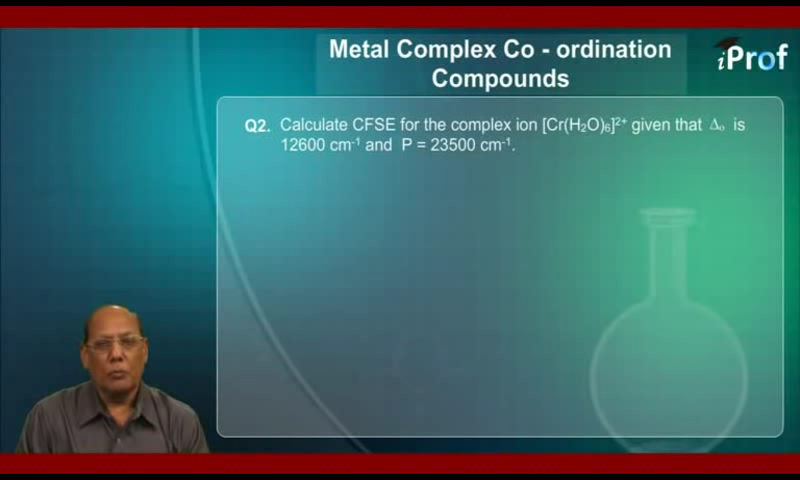 Metal Complex Co - ordination
Compounds
iProf
Q2. Calculate CFSE for the complex ion [Cr(H₂O)₆]²⁺ given that Δₒ is
12600 cm⁻¹ and P = 23500 cm⁻¹.